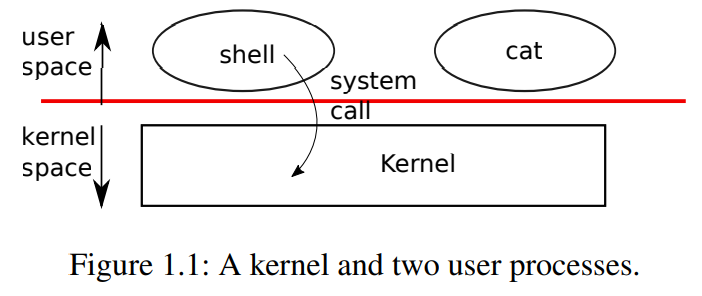 user
space
shell
cat
system
call
kernel
space
Kernel
Figure 1.1: A kernel and two user processes.